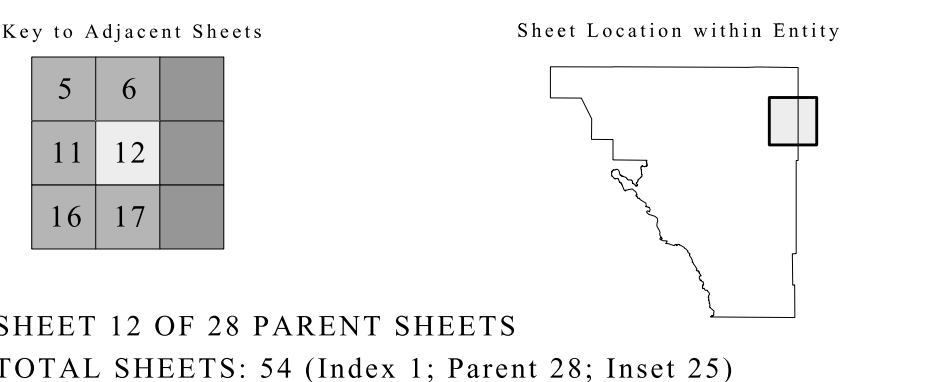 Key to Adjacent Sheets
Sheet Location within Entity
5 6
11 12
16 17
SHEET 12 OF 28 PARENT SHEETS
TOTAL SHEETS: 54 (Index 1; Parent 28; Inset 25)